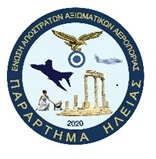 ΕΝΩΣΗ ΑΠΟΣΤΡΑΤΩΝ ΑΞΙΩΜΑΤΙΚΩΝ ΑΕΡΟΠΟΡΙΑΣ
2020
ΠΑΡΑΡΤΗΜΑ ΗΛΕΙΑΣ